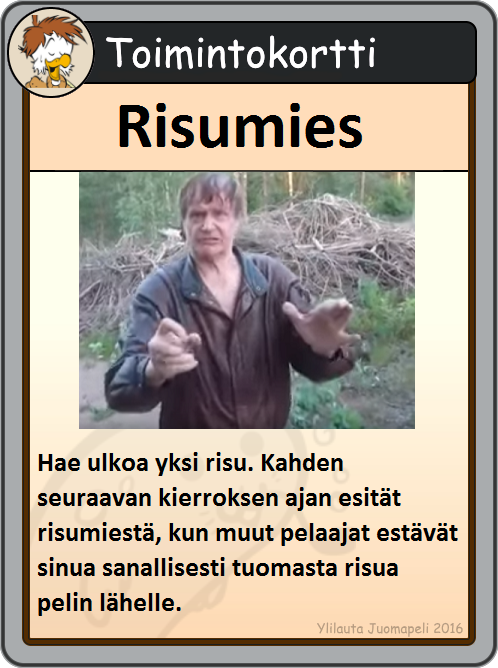 Toimintokortti
Risumies
Hae ulkoa yksi risu. Kahden
seuraavan kierroksen ajan esität
risumiestä, kun muut pelaajat estävät
sinua sanallisesti tuomasta risua
pelin lähelle.
Ylilauta Juomapeli 2016